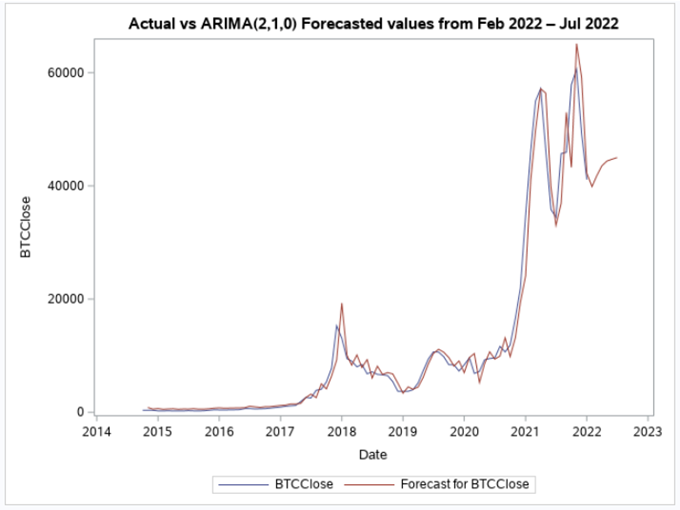 Actual vs ARIMA(2,1,0) Forecasted values from Feb 2022 – Jul 2022
60000
40000
20000
0
BTCClose
2014 2015 2016 2017 2018 2019 2020 2021 2022 2023
Date
BTCClose Forecast for BTCClose